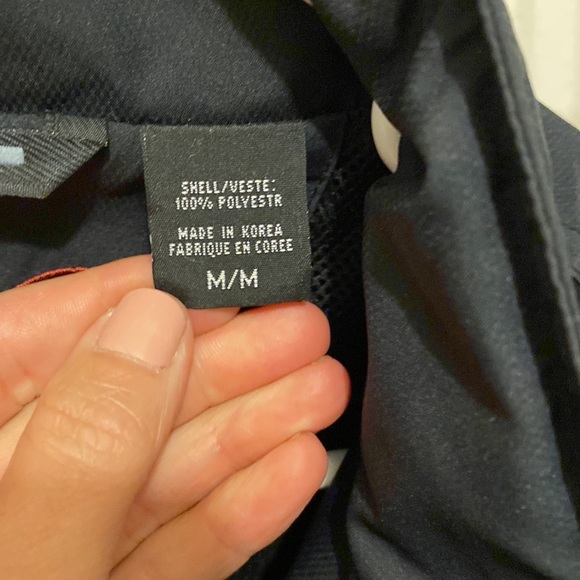 SHELL/VESTE:
100% POLYESTR
MADE IN KOREA
FABRIQUE EN COREE
M/M